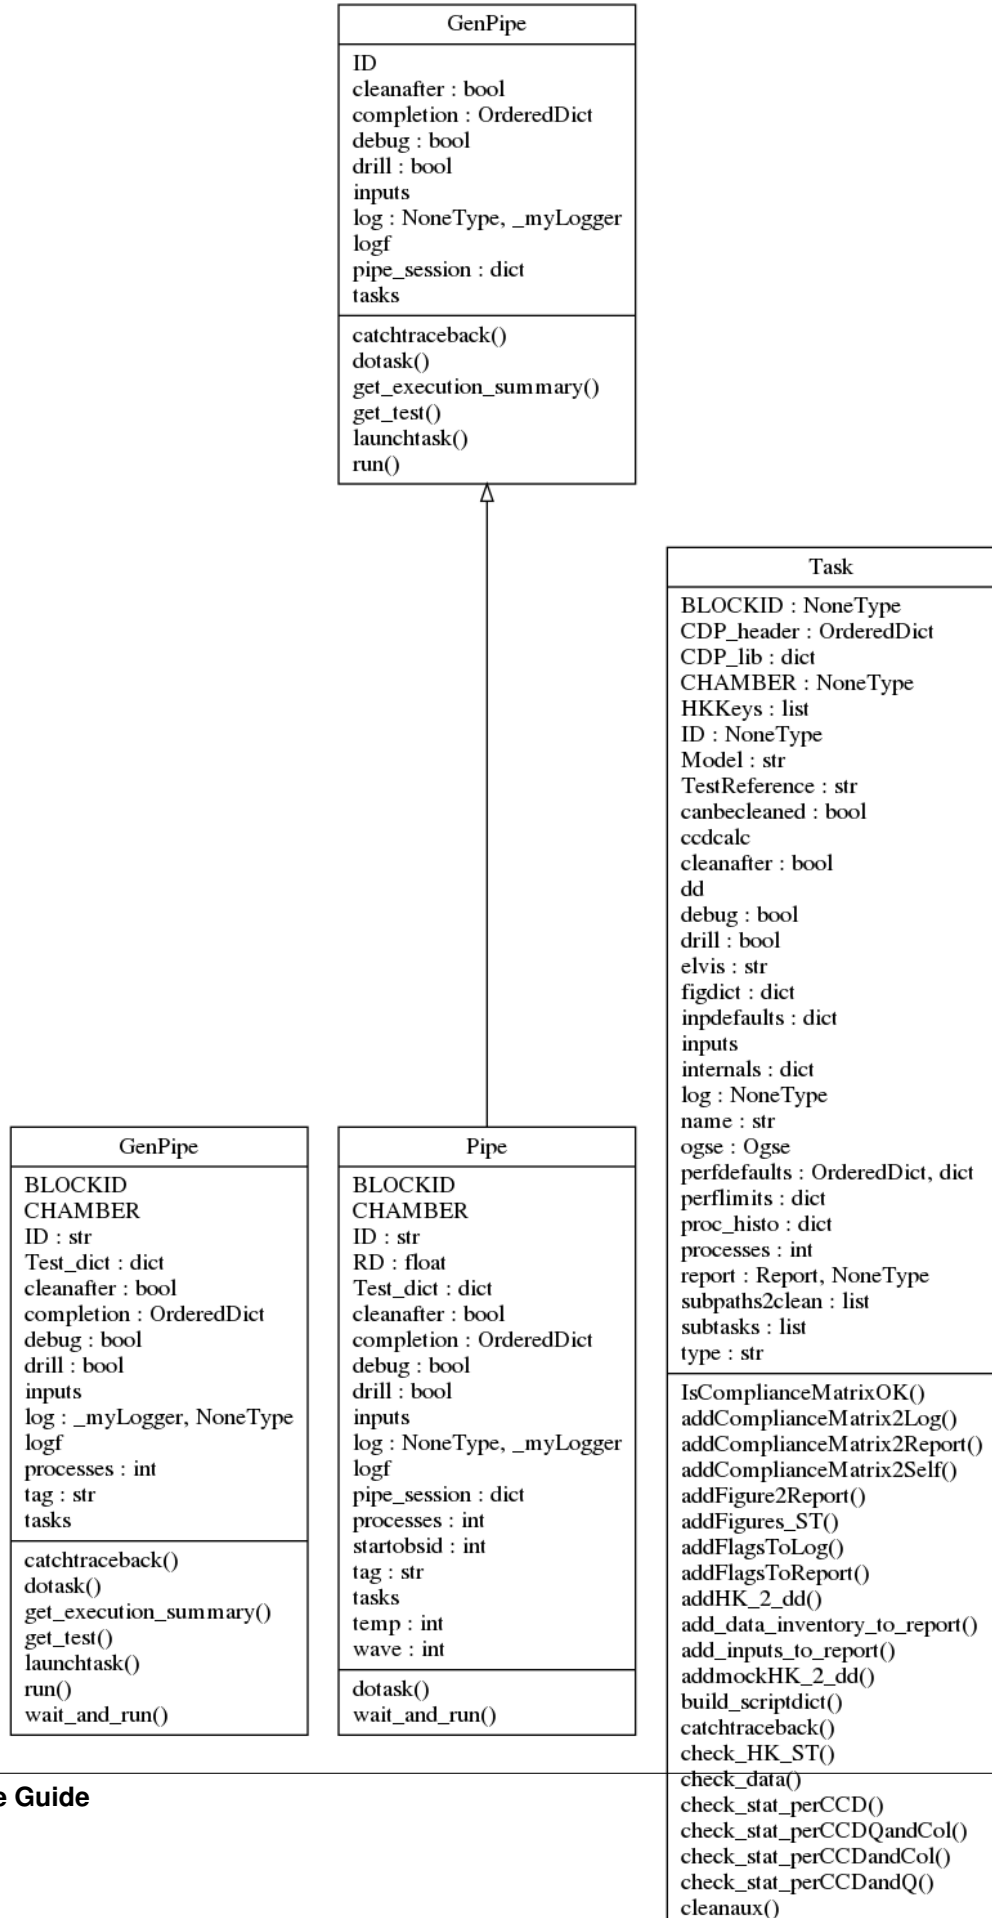 GenPipe
ID
cleanafter : bool
completion : OrderedDict
debug : bool
drill : bool
inputs
log : NoneType, _myLogger
logf
pipe_session : dict
tasks
catchtraceback()
dotask()
get_execution_summary()
get_test()
launchtask()
run()
GenPipe
BLOCKID
CHAMBER
ID : str
Test_dict : dict
cleanafter : bool
completion : OrderedDict
debug : bool
drill : bool
inputs
log : _myLogger, NoneType
logf
processes : int
tag : str
tasks
catchtraceback()
dotask()
get_execution_summary()
get_test()
launchtask()
run()
wait_and_run()
Pipe
BLOCKID
CHAMBER
ID : str
RD : float
Test_dict : dict
cleanafter : bool
completion : OrderedDict
debug : bool
drill : bool
inputs
log : NoneType, _myLogger
logf
pipe_session : dict
processes : int
startobsid : int
tag : str
tasks
temp : int
wave : int
dotask()
wait_and_run()
Task
BLOCKID : NoneType
CDP_header : OrderedDict
CDP_lib : dict
CHAMBER : NoneType
HKKeys : list
ID : NoneType
Model : str
TestReference : str
canbecleaned : bool
ccdcalc
cleanafter : bool
dd
debug : bool
drill : bool
elvis : str
figdict : dict
inpdefaults : dict
inputs
internals : dict
log : NoneType
name : str
ogse : Ogse
perfdefaults : OrderedDict, dict
perflimits : dict
proc_histo : dict
processes : int
report : Report, NoneType
subpaths2clean : list
subtasks : list
type : str
IsComplianceMatrixOK()
addComplianceMatrix2Log()
addComplianceMatrix2Report()
addComplianceMatrix2Self()
addFigure2Report()
addFigures_ST()
addFlagsToLog()
addFlagsToReport()
addHK_2_dd()
add_data_inventory_to_report()
add_inputs_to_report()
addmockHK_2_dd()
build_scriptdict()
catchtraceback()
check_HK_ST()
check_data()
check_stat_perCCD()
check_stat_perCCDQandCol()
check_stat_perCCDandCol()
check_stat_perCCDandQ()
cleanaux()
e Guide